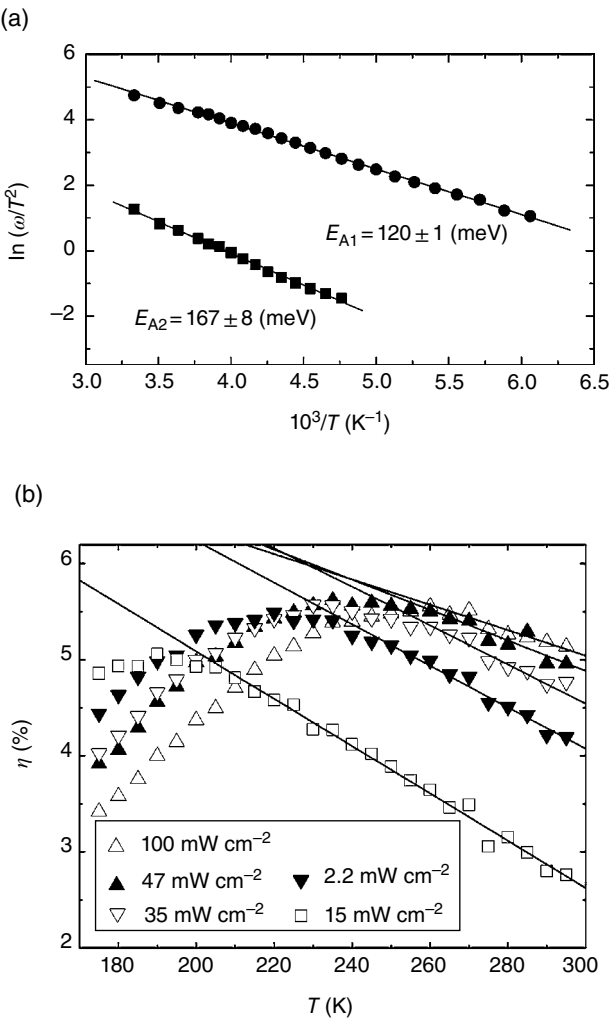 (a)
6
4
2
0
−2
ln (ω/T²)
E_A1 = 120 ± 1 (meV)
E_A2 = 167 ± 8 (meV)
3.0 3.5 4.0 4.5 5.0 5.5 6.0 6.5
10³/T (K⁻¹)
(b)
6
5
4
3
2
η (%)
100 mW cm⁻²
47 mW cm⁻² 2.2 mW cm⁻²
35 mW cm⁻² 15 mW cm⁻²
180 200 220 240 260 280 300
T (K)